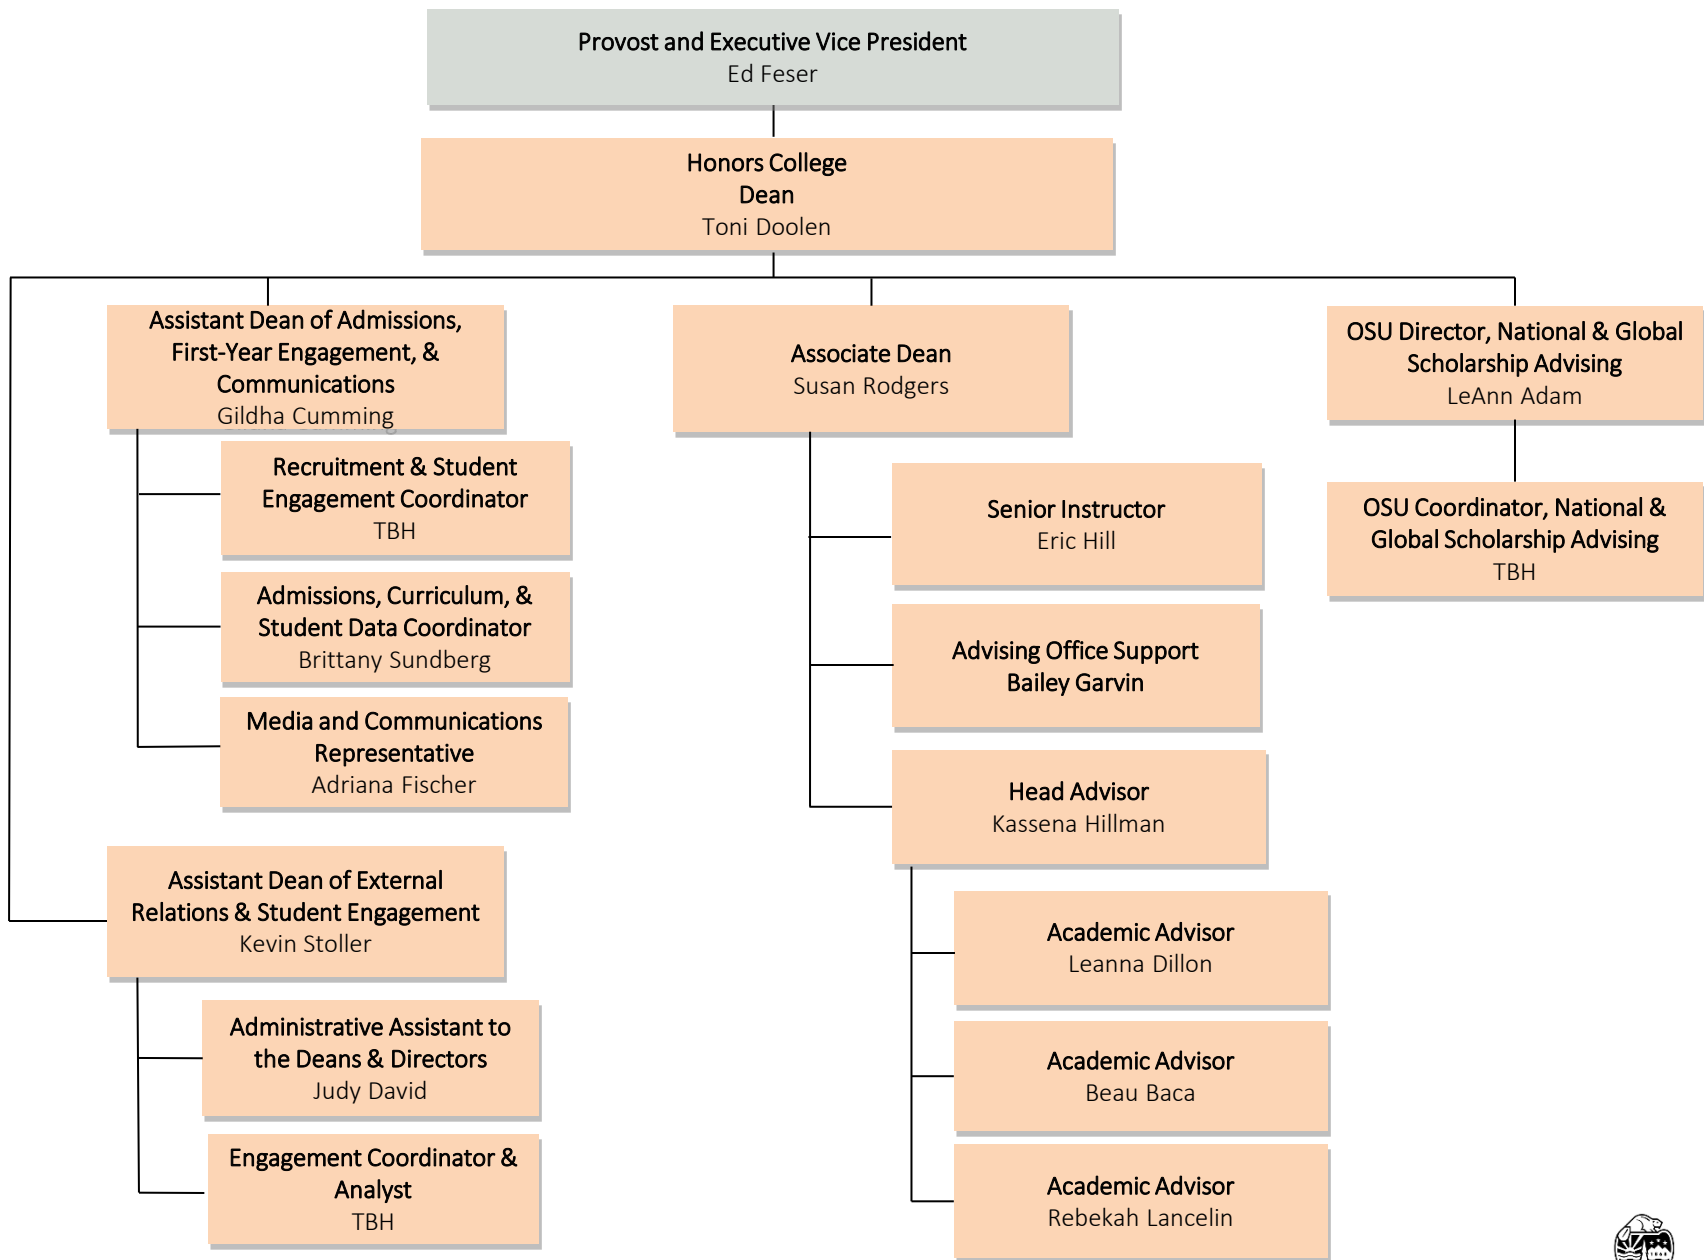 Provost and Executive Vice President
Ed Feser
Honors College
Dean
Toni Doolen
Assistant Dean of Admissions,
First-Year Engagement, &
Communications
Gildha Cumming
Recruitment & Student
Engagement Coordinator
TBH
Admissions, Curriculum, &
Student Data Coordinator
Brittany Sundberg
Media and Communications
Representative
Adriana Fischer
Assistant Dean of External
Relations & Student Engagement
Kevin Stoller
Administrative Assistant to
the Deans & Directors
Judy David
Engagement Coordinator &
Analyst
TBH
Associate Dean
Susan Rodgers
Senior Instructor
Eric Hill
Advising Office Support
Bailey Garvin
Head Advisor
Kassena Hillman
Academic Advisor
Leanna Dillon
Academic Advisor
Beau Baca
Academic Advisor
Rebekah Lancelin
OSU Director, National & Global
Scholarship Advising
LeAnn Adam
OSU Coordinator, National &
Global Scholarship Advising
TBH